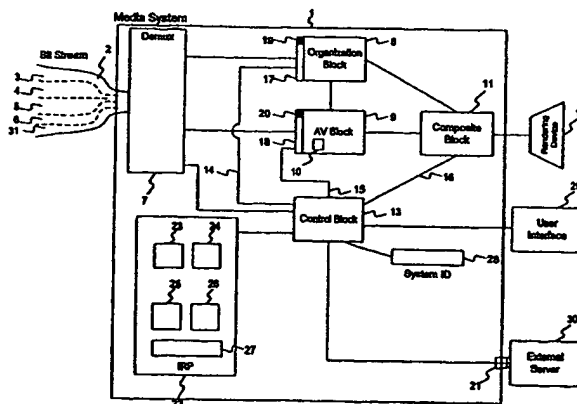 Media System
1
Demux
Bit Stream
2
3
4
5
6
31
7
19
Organization Block
8
17
20
AV Block
9
18
10
11
Composite Block
Rendering Device
14
15
16
Control Block
13
User Interface
System ID
28
23
24
25
26
27
IRP
21
External Server
30